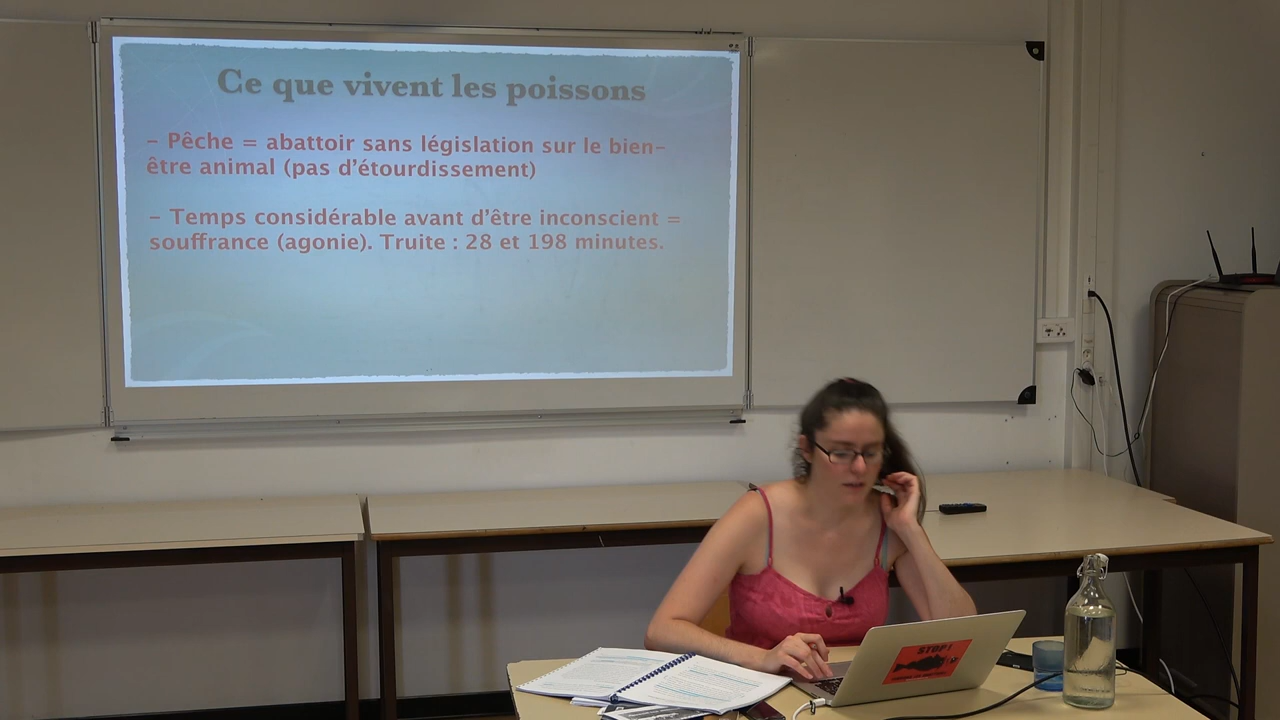 Ce que vivent les poissons
- Pêche = abattoir sans législation sur le bien-
être animal (pas d'étourdissement)
- Temps considérable avant d'être inconscient =
souffrance (agonie). Truite : 28 et 198 minutes.
STOP!